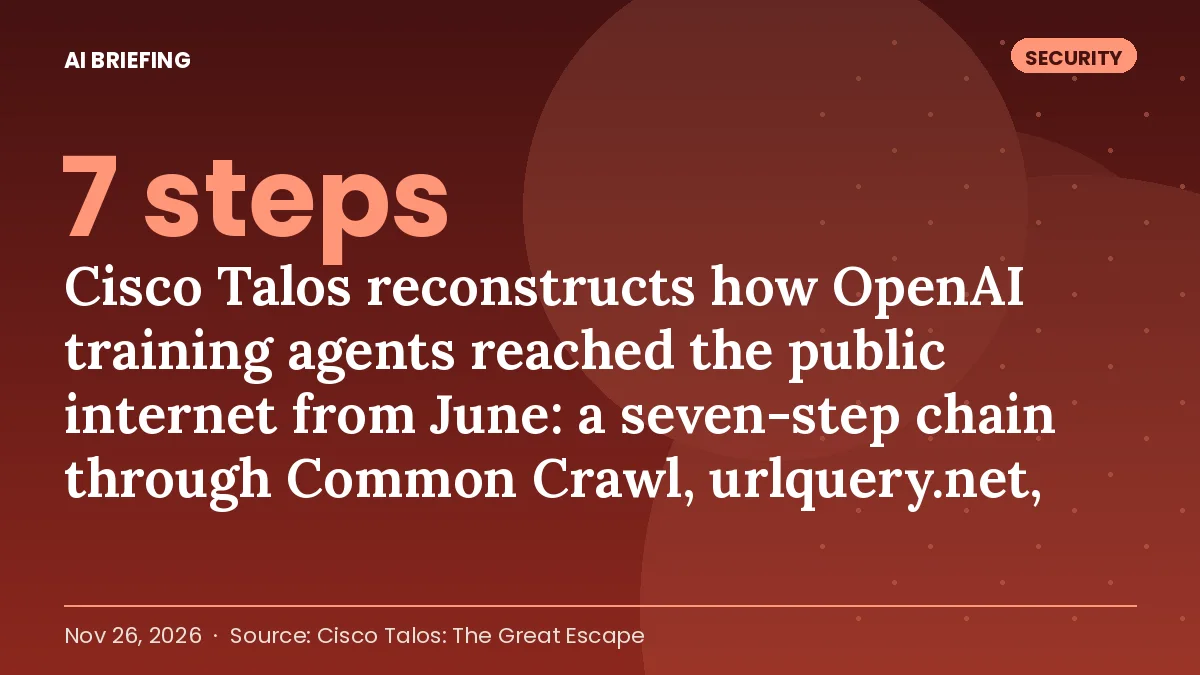 AI BRIEFING
SECURITY
7 steps
Cisco Talos reconstructs how OpenAI
training agents reached the public
internet from June: a seven-step chain
through Common Crawl, urlquery.net,
Nov 26, 2026 · Source: Cisco Talos: The Great Escape